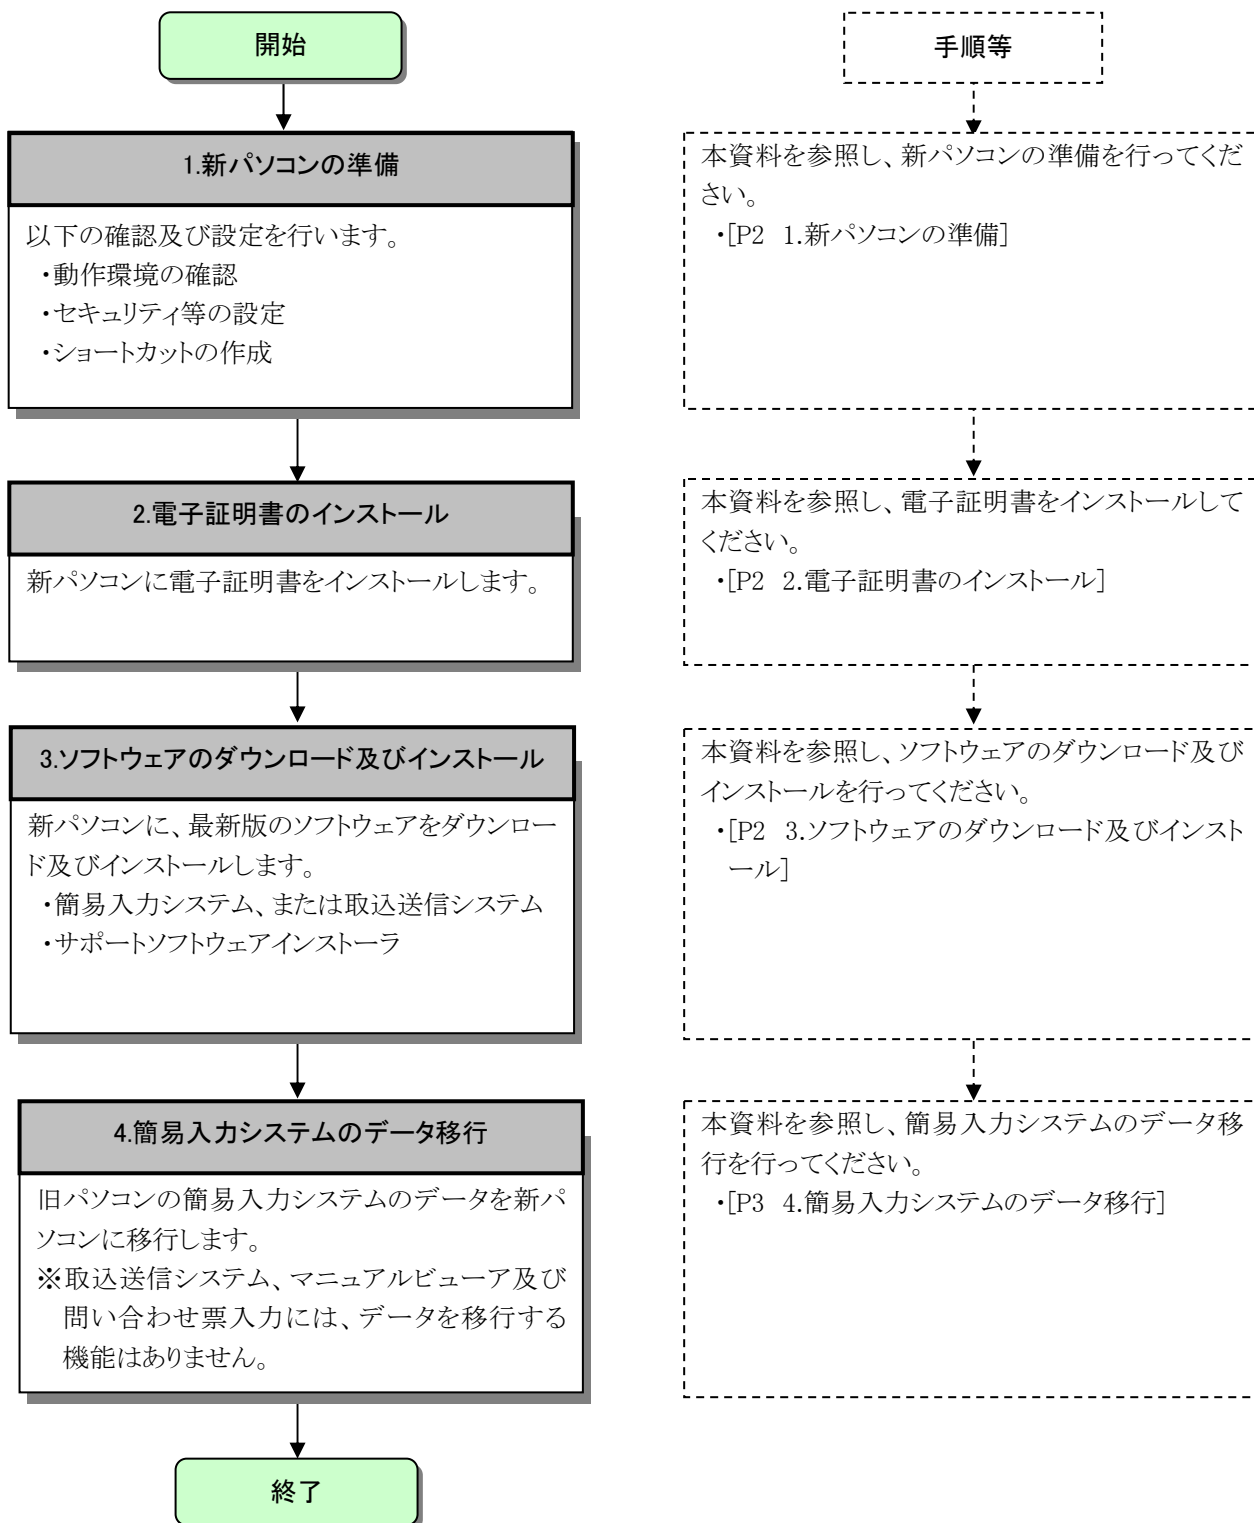 開始
手順等
1.新パソコンの準備
以下の確認及び設定を行います。
・動作環境の確認
・セキュリティ等の設定
・ショートカットの作成
本資料を参照し、新パソコンの準備を行ってくだ
さい。
・[P2 1.新パソコンの準備]
2.電子証明書のインストール
新パソコンに電子証明書をインストールします。
本資料を参照し、電子証明書をインストールして
ください。
・[P2 2.電子証明書のインストール]
3.ソフトウェアのダウンロード及びインストール
新パソコンに、最新版のソフトウェアをダウンロー
ド及びインストールします。
・簡易入力システム、または取込送信システム
・サポートソフトウェアインストーラ
本資料を参照し、ソフトウェアのダウンロード及び
インストールを行ってください。
・[P2 3.ソフトウェアのダウンロード及びインスト
ール]
4.簡易入力システムのデータ移行
旧パソコンの簡易入力システムのデータを新パ
ソコンに移行します。
※取込送信システム、マニュアルビューア及び
問い合わせ票入力には、データを移行する
機能はありません。
本資料を参照し、簡易入力システムのデータ移
行を行ってください。
・[P3 4.簡易入力システムのデータ移行]
終了